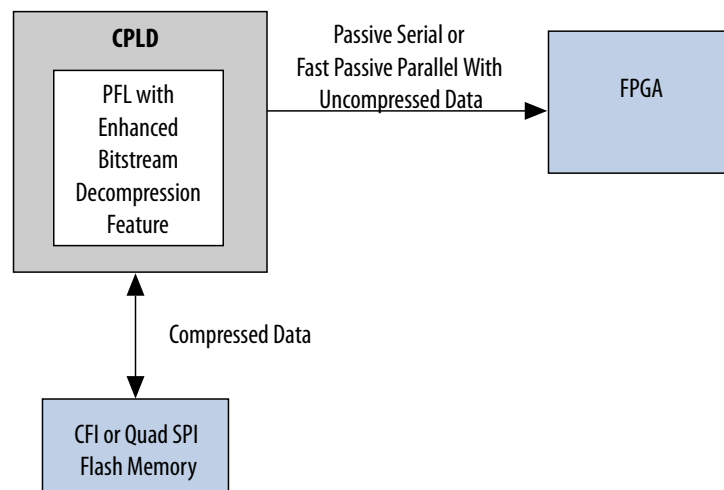 CPLD
PFL with
Enhanced
Bitstream
Decompression
Feature
Passive Serial or
Fast Passive Parallel With
Uncompressed Data
FPGA
Compressed Data
CFI or Quad SPI
Flash Memory